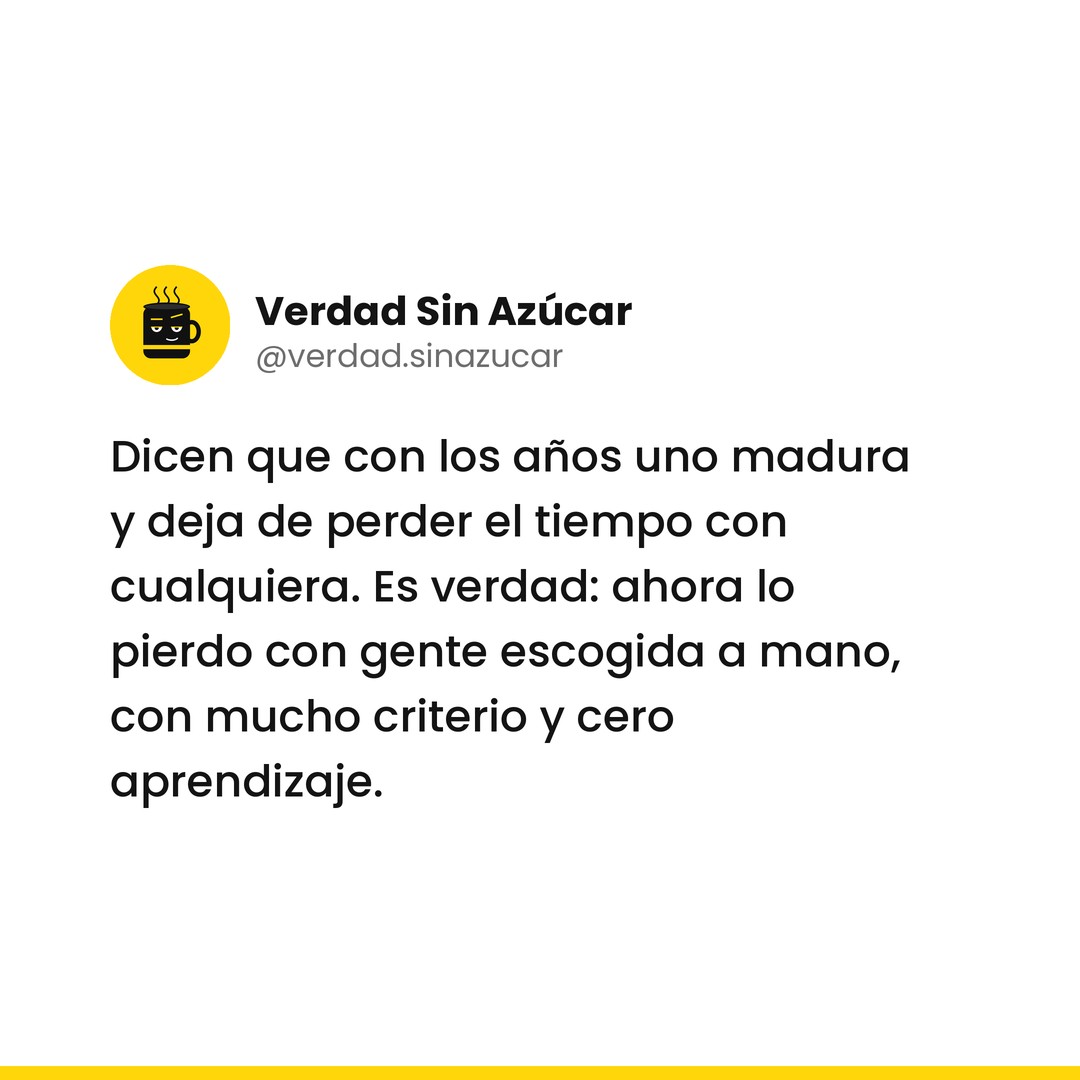 Verdad Sin Azúcar
@verdad.sinazucar
Dicen que con los años uno madura
y deja de perder el tiempo con
cualquiera. Es verdad: ahora lo
pierdo con gente escogida a mano,
con mucho criterio y cero
aprendizaje.